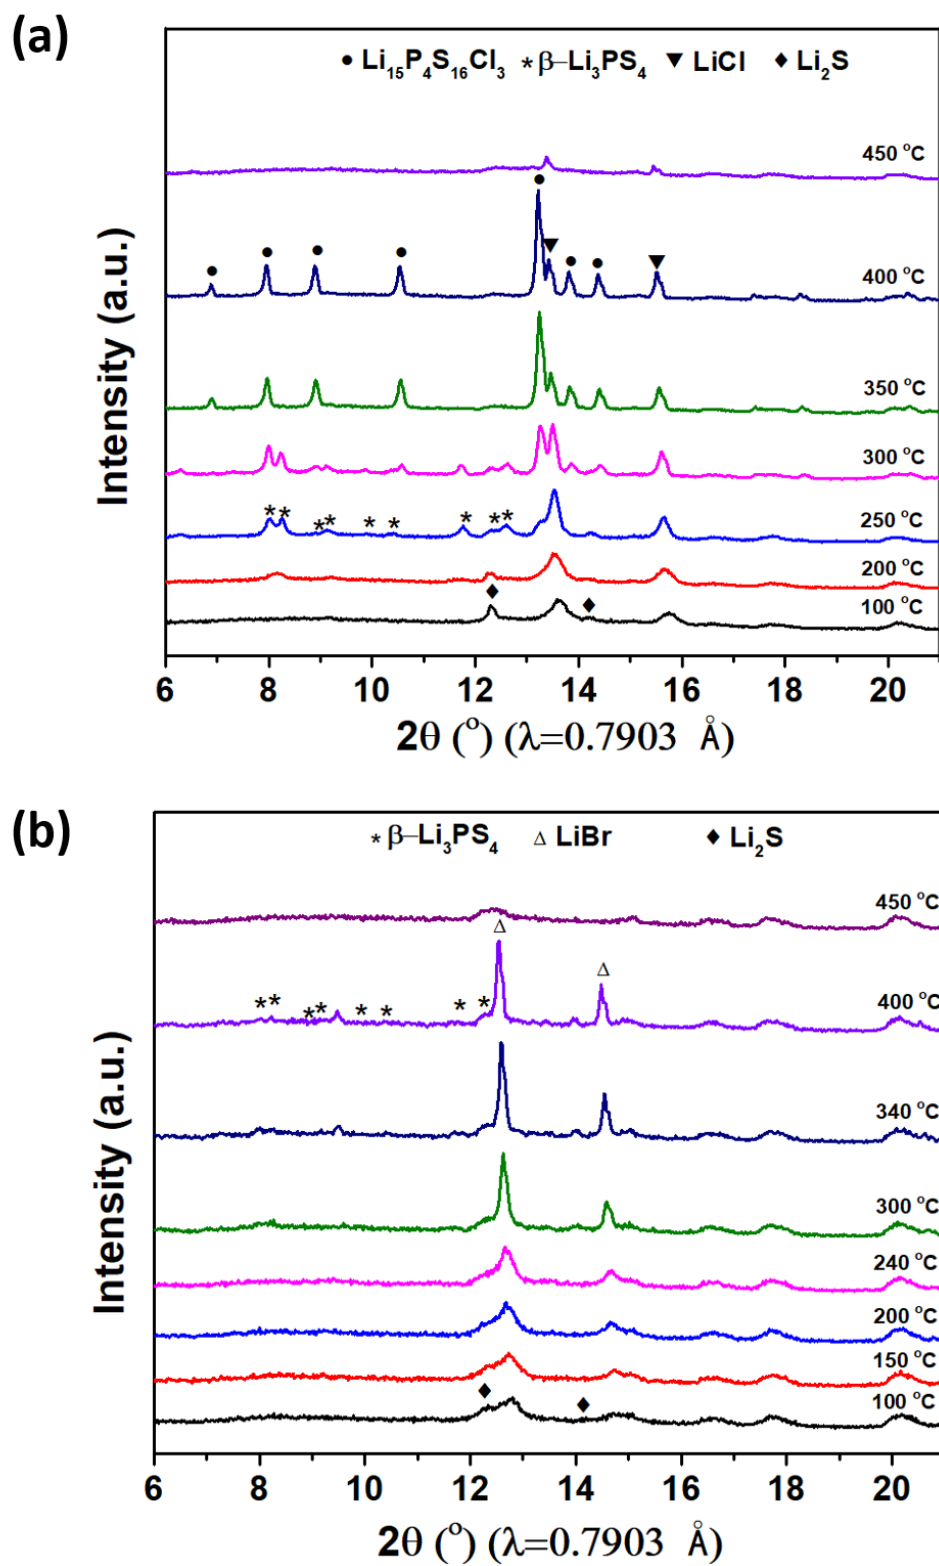 (a)
● Li₁₅P₄S₁₆Cl₃ * β–Li₃PS₄ ▼ LiCl ♦ Li₂S
450 °C
400 °C
350 °C
300 °C
250 °C
200 °C
100 °C
Intensity (a.u.)
6 8 10 12 14 16 18 20
2θ (°) (λ=0.7903 Å)
(b)
* β–Li₃PS₄ Δ LiBr ♦ Li₂S
450 °C
400 °C
340 °C
300 °C
240 °C
200 °C
150 °C
100 °C
Intensity (a.u.)
6 8 10 12 14 16 18 20
2θ (°) (λ=0.7903 Å)